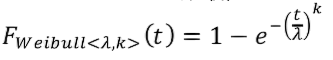 F_{Weibull<λ,k>}(t) = 1 − e^{−(t/λ)^k}